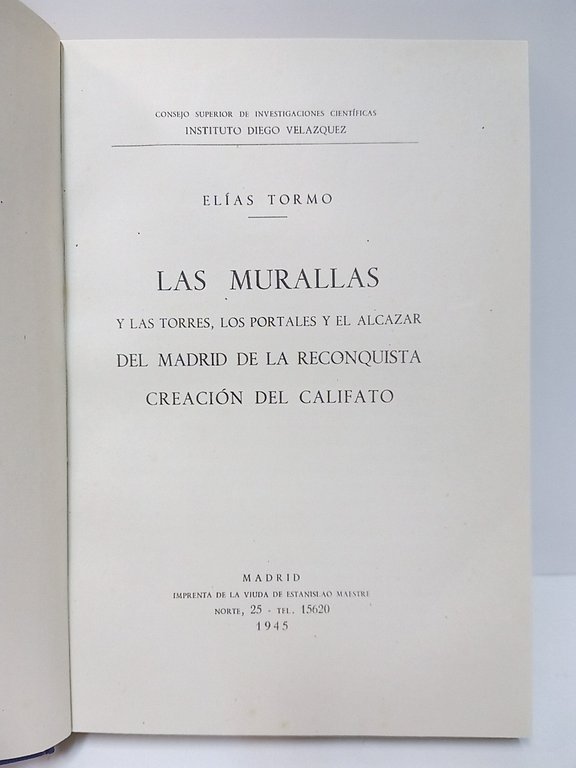 CONSEJO SUPERIOR DE INVESTIGACIONES CIENTÍFICAS
INSTITUTO DIEGO VELAZQUEZ
ELÍAS TORMO
LAS MURALLAS
Y LAS TORRES, LOS PORTALES Y EL ALCAZAR
DEL MADRID DE LA RECONQUISTA
CREACIÓN DEL CALIFATO
MADRID
IMPRENTA DE LA VIUDA DE ESTANISLAO MAESTRE
NORTE, 25 - TEL. 15620
1945